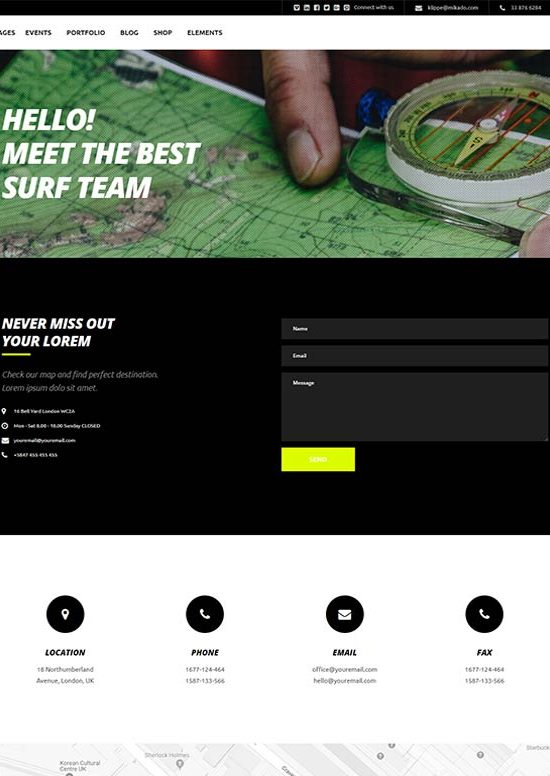 Connect with us
klippe@mikado.com
33 876 6284
AGES
EVENTS
PORTFOLIO
BLOG
SHOP
ELEMENTS
HELLO!
MEET THE BEST
SURF TEAM
NEVER MISS OUT
YOUR LOREM
Check our map and find perfect destination.
Lorem ipsum dolo sit amet.
16 Bell Yard London WC2A
Mon - Sat 8.00 - 18.00 Sunday CLOSED
youremail@youremail.com
+5847 455 455 455
Name
Email
Message
SEND
LOCATION
18 Northumberland
Avenue, London, UK
PHONE
1677-124-464
1587-133-566
EMAIL
office@youremail.com
hello@youremail.com
FAX
1677-124-464
1587-133-566
Sherlock Holmes
Korean Cultural
Centre UK
Starbuck